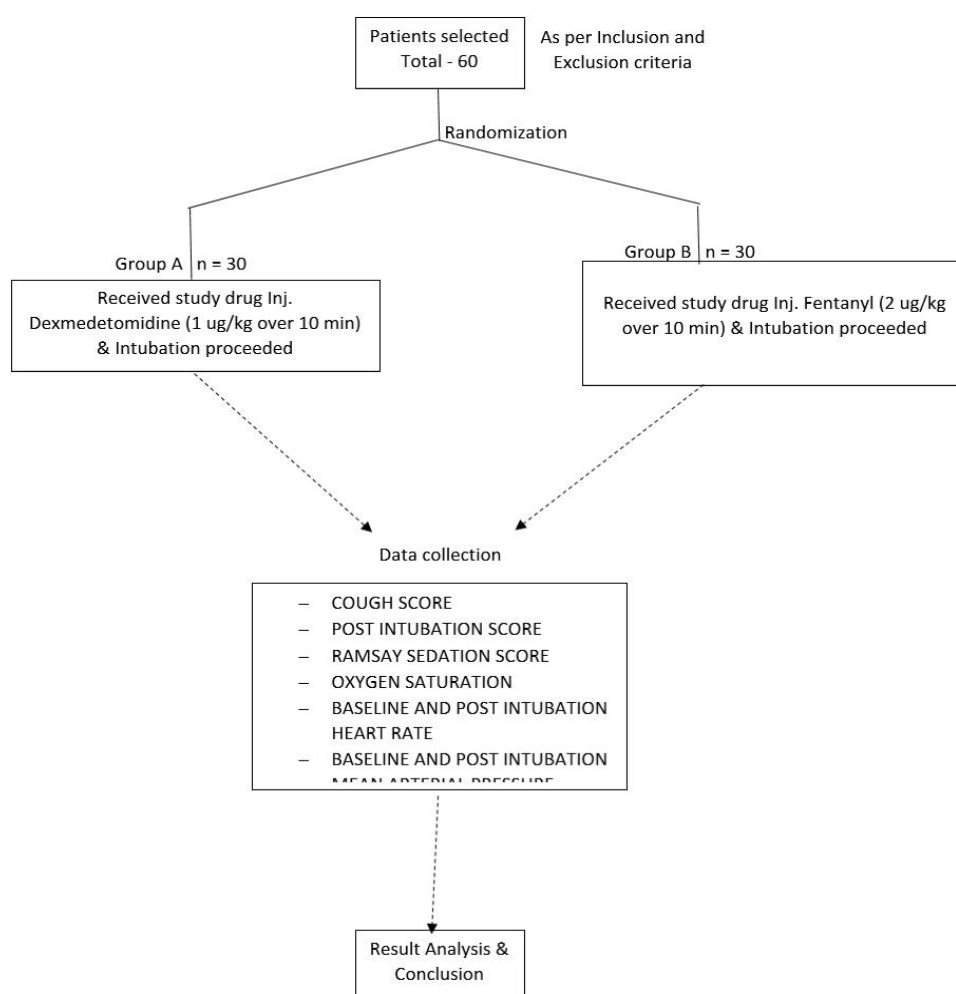 Patients selected
Total - 60
As per Inclusion and
Exclusion criteria
Randomization
Group A n = 30
Group B n = 30
Received study drug Inj.
Dexmedetomidine (1 ug/kg over 10 min)
& Intubation proceeded
Received study drug Inj. Fentanyl (2 ug/kg
over 10 min) & Intubation proceeded
Data collection
– COUGH SCORE
– POST INTUBATION SCORE
– RAMSAY SEDATION SCORE
– OXYGEN SATURATION
– BASELINE AND POST INTUBATION
HEART RATE
– BASELINE AND POST INTUBATION
MEAN ARTERIAL PRESSURE
Result Analysis &
Conclusion